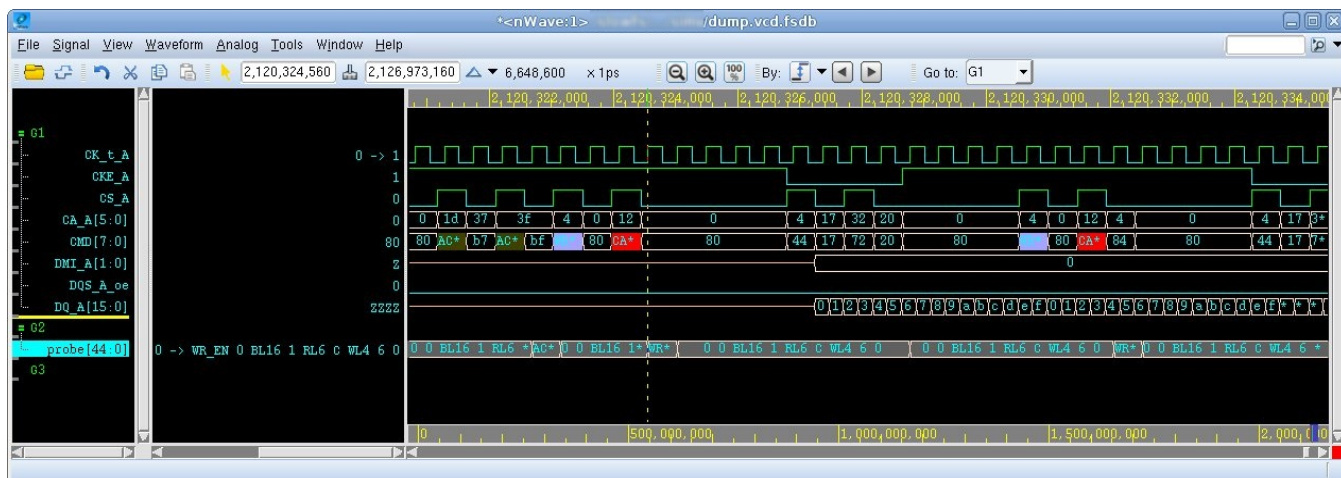 *<nWave:1> /dump.vcd.fsdb
File Signal View Waveform Analog Tools Window Help
2,120,324,560 2,126,973,160 6,648,600 x 1ps 100 % By: Go to: G1
2,120,322,000 2,120,324,000 2,120,326,000 2,120,328,000 2,120,330,000 2,120,332,000 2,120,334,000
G1
CK_t_A 0 -> 1
CKE_A 1
CS_A 0
CA_A[5:0] 0 0 1d 37 3f 4 0 12 0 4 17 32 20 0 4 0 12 4 0 4 17 3*
CMD[7:0] 80 80 AC* b7 AC* bf 80 CA* 80 44 17 72 20 80 80 CA* 84 80 44 17 7*
DMI_A[1:0] z 0
DQS_A_oe 0
DQ_A[15:0] zzzz 0 1 2 3 4 5 6 7 8 9 a b c d e f 0 1 2 3 4 5 6 7 8 9 a b c d e f * * *
G2
probe[44:0] 0 -> WR_EN 0 BL16 1 RL6 C WL4 6 0 0 0 BL16 1 RL6 * AC* 0 0 BL16 1* WR* 0 0 BL16 1 RL6 C WL4 6 0 0 0 BL16 1 RL6 C WL4 6 0 WR* 0 0 BL16 1 RL6 C WL4 6 *
G3
0 500,000,000 1,000,000,000 1,500,000,000